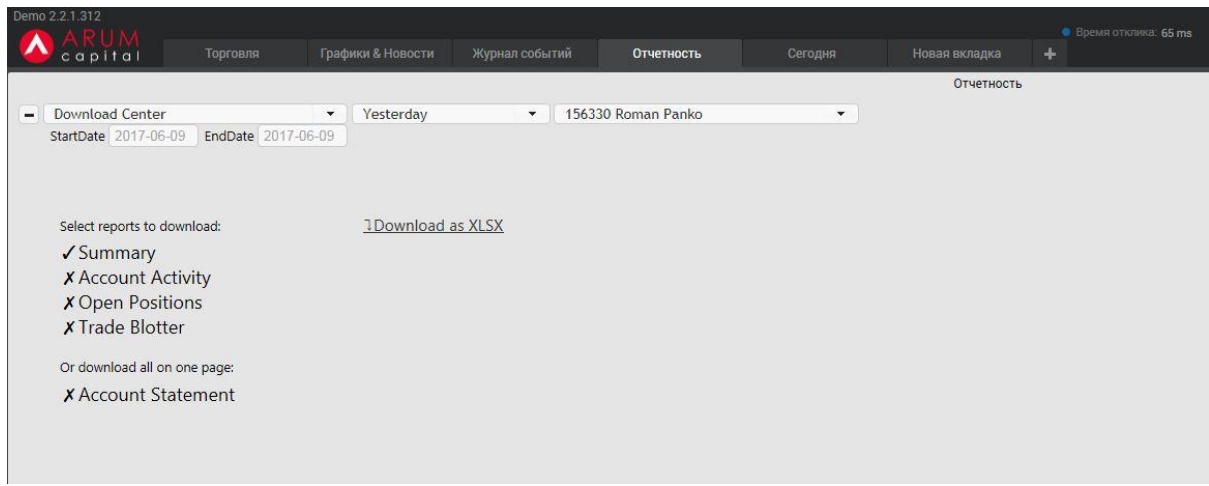 Demo 2.2.1.312
ARUM
capital
Время отклика: 65 ms
Торговля Графики & Новости Журнал событий Отчетность Сегодня Новая вкладка +
Отчетность
Download Center Yesterday 156330 Roman Panko
StartDate 2017-06-09 EndDate 2017-06-09
Select reports to download: ⤵Download as XLSX
✓ Summary
✗ Account Activity
✗ Open Positions
✗ Trade Blotter
Or download all on one page:
✗ Account Statement